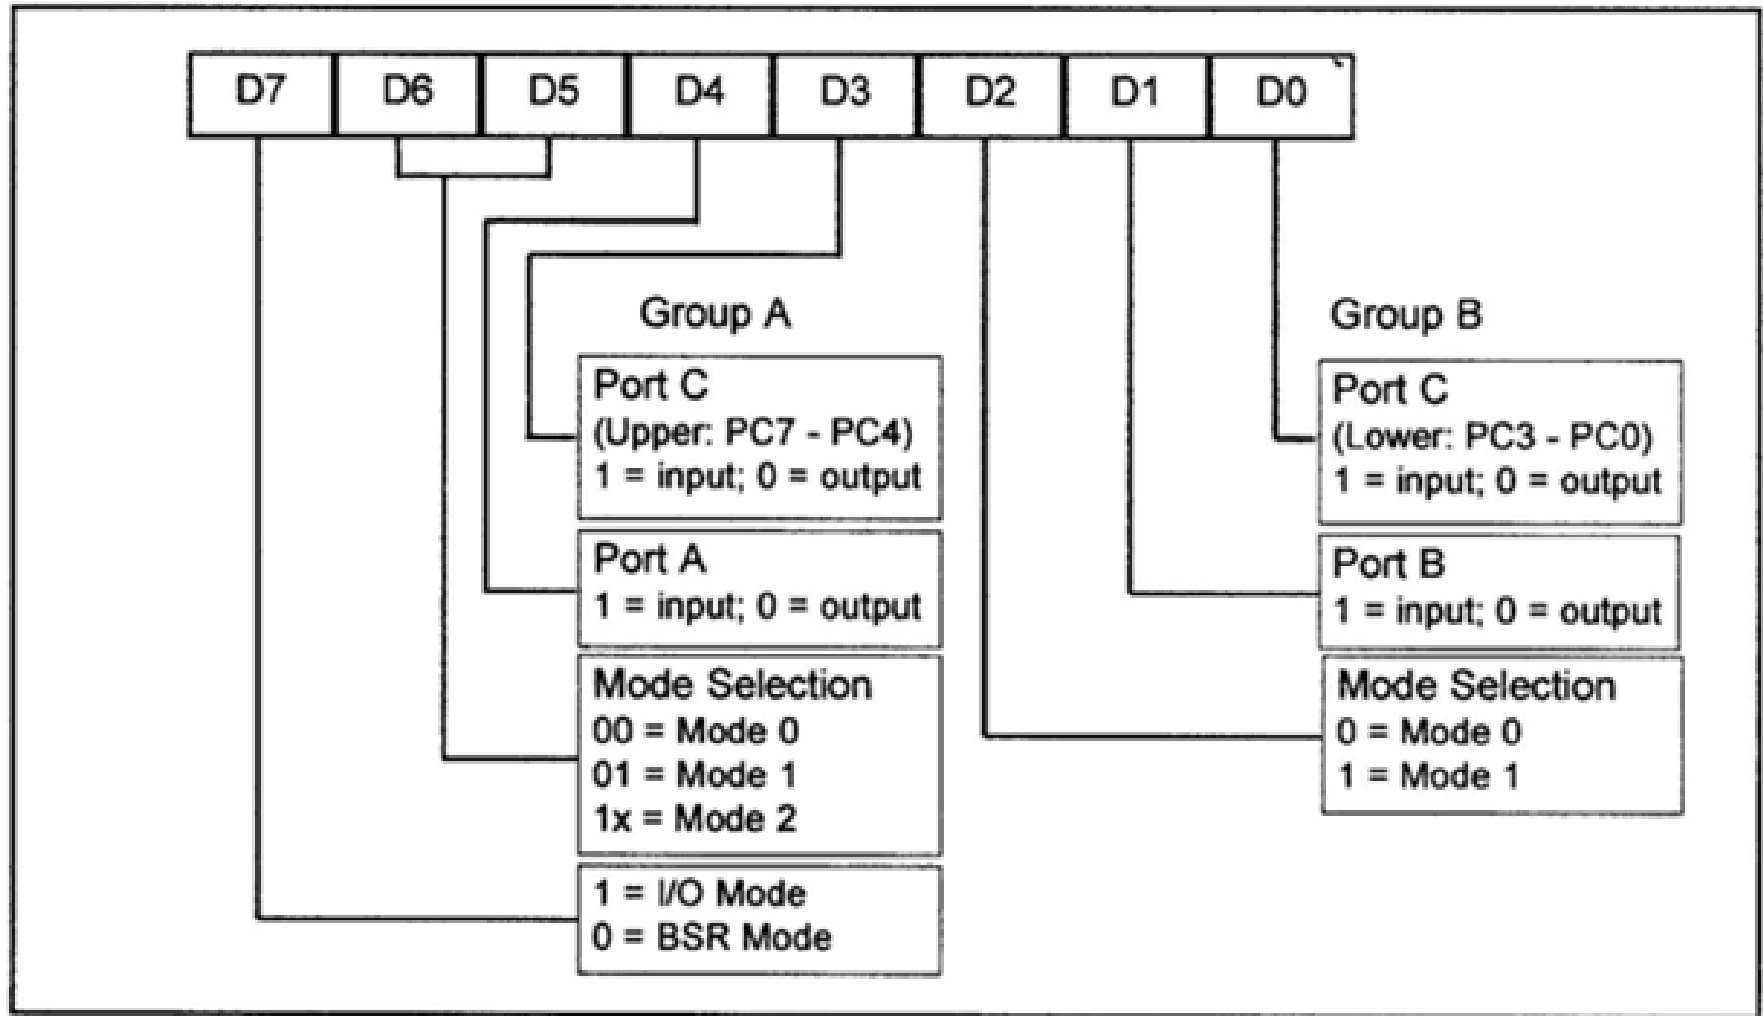 D7 D6 D5 D4 D3 D2 D1 D0
Group A
Port C
(Upper: PC7 - PC4)
1 = input; 0 = output
Port A
1 = input; 0 = output
Mode Selection
00 = Mode 0
01 = Mode 1
1x = Mode 2
1 = I/O Mode
0 = BSR Mode
Group B
Port C
(Lower: PC3 - PC0)
1 = input; 0 = output
Port B
1 = input; 0 = output
Mode Selection
0 = Mode 0
1 = Mode 1